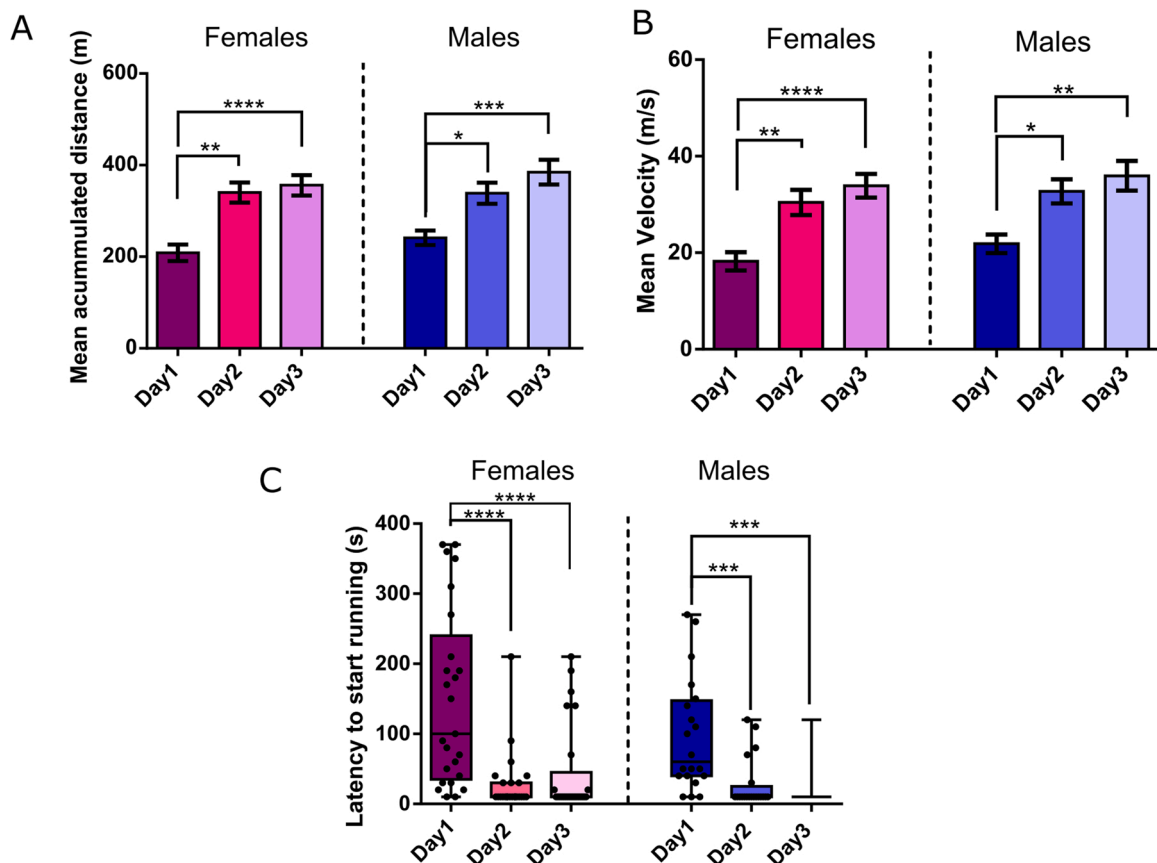 A
Females Males
Mean acummulated distance (m)
600
400
200
0
**** ***
** *
Day1 Day2 Day3 Day1 Day2 Day3
B
Females Males
Mean Velocity (m/s)
60
40
20
0
**** **
** *
Day1 Day2 Day3 Day1 Day2 Day3
C
Females Males
Latency to start running (s)
400
300
200
100
0
**** ***
**** ***
Day1 Day2 Day3 Day1 Day2 Day3